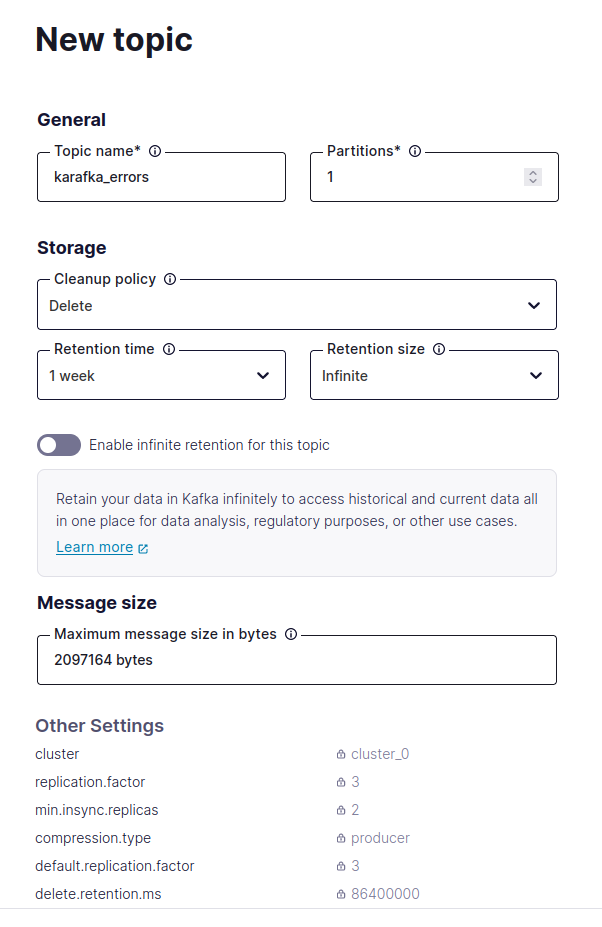 New topic
General
Topic name*
Partitions*
karafka_errors
1
Storage
Cleanup policy
Delete
Retention time
Retention size
1 week
Infinite
Enable infinite retention for this topic
Retain your data in Kafka infinitely to access historical and current data all
in one place for data analysis, regulatory purposes, or other use cases.
Learn more
Message size
Maximum message size in bytes
2097164 bytes
Other Settings
cluster cluster_0
replication.factor 3
min.insync.replicas 2
compression.type producer
default.replication.factor 3
delete.retention.ms 86400000